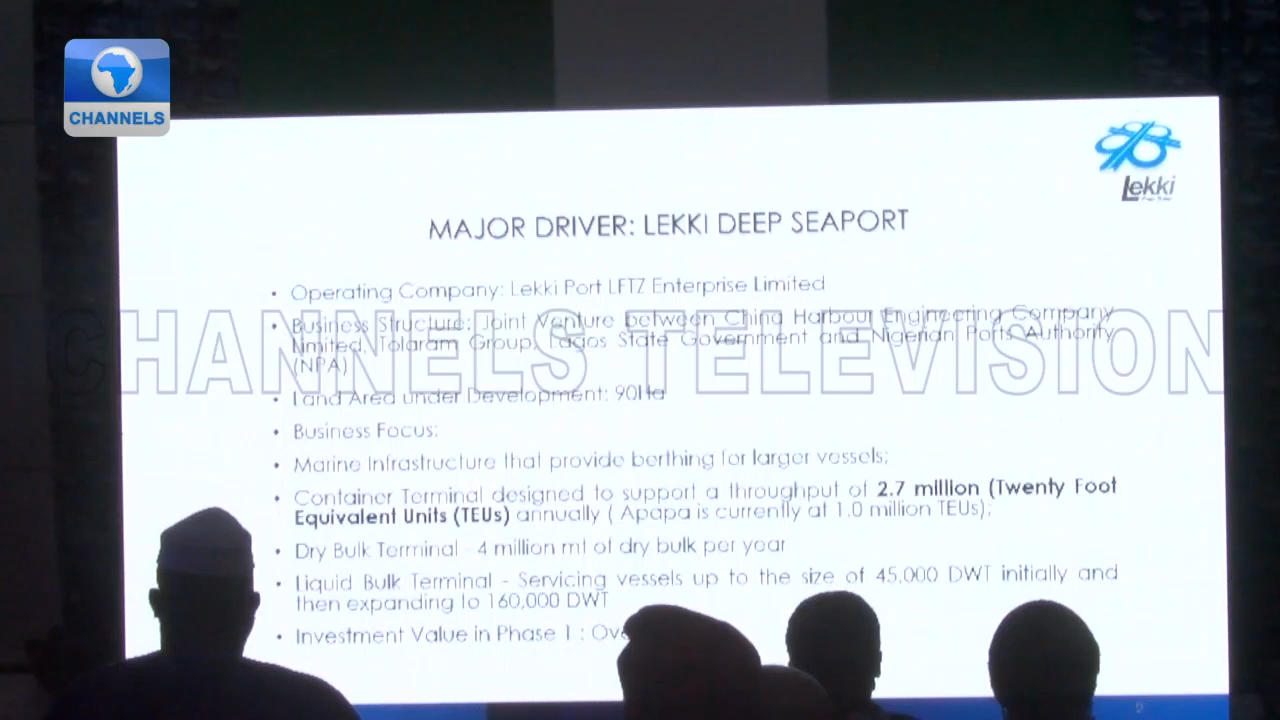 CHANNELS
Lekki
MAJOR DRIVER: LEKKI DEEP SEAPORT
• Operating Company: Lekki Port LFTZ Enterprise Limited
• Business Structure: Joint Venture between China Harbour Engineering Company
Limited, Tolaram Group, Lagos State Government and Nigerian Ports Authority
(NPA)
CHANNELS TELEVISION
• Land Area under Development: 90Ha
• Business Focus:
• Marine Infrastructure that provide berthing for larger vessels;
• Container Terminal designed to support a throughput of 2.7 million (Twenty Foot
Equivalent Units (TEUs) annually ( Apapa is currently at 1.0 million TEUs);
• Dry Bulk Terminal - 4 million mt of dry bulk per year
• Liquid Bulk Terminal - Servicing vessels up to the size of 45,000 DWT initially and
then expanding to 160,000 DWT
• Investment Value in Phase 1 :